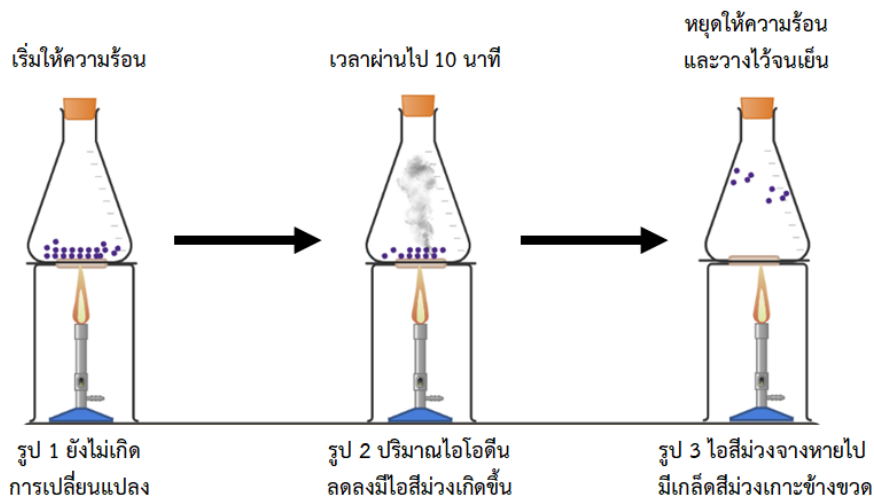 เริ่มให้ความร้อน
เวลาผ่านไป 10 นาที
หยุดให้ความร้อน
และวางไว้จนเย็น
รูป 1 ยังไม่เกิด
การเปลี่ยนแปลง
รูป 2 ปริมาณไอโอดีน
ลดลงมีไอสีม่วงเกิดขึ้น
รูป 3 ไอสีม่วงจางหายไป
มีเกล็ดสีม่วงเกาะข้างขวด